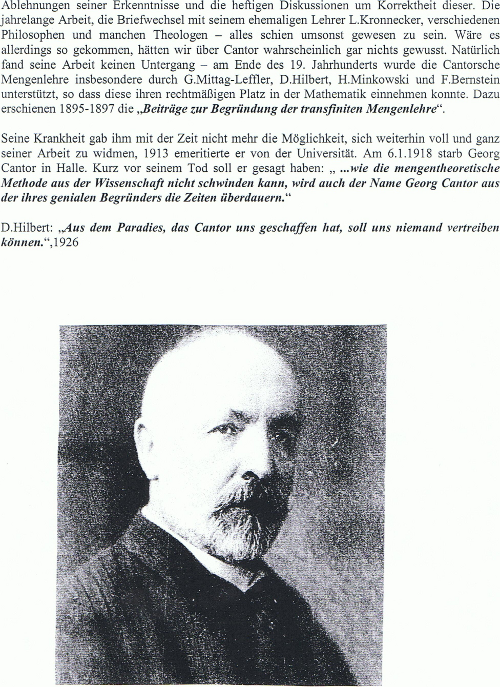 Ablehnungen seiner Erkenntnisse und die heftigen Diskussionen um Korrektheit dieser. Die
jahrelange Arbeit, die Briefwechsel mit seinem ehemaligen Lehrer L.Kronnecker, verschiedenen
Philosophen und manchen Theologen – alles schien umsonst gewesen zu sein. Wäre es
allerdings so gekommen, hätten wir über Cantor wahrscheinlich gar nichts gewusst. Natürlich
fand seine Arbeit keinen Untergang – am Ende des 19. Jahrhunderts wurde die Cantorsche
Mengenlehre insbesondere durch G.Mittag-Leffler, D.Hilbert, H.Minkowski und F.Bernstein
unterstützt, so dass diese ihren rechtmäßigen Platz in der Mathematik einnehmen konnte. Dazu
erschienen 1895-1897 die „Beiträge zur Begründung der transfiniten Mengenlehre“.
Seine Krankheit gab ihm mit der Zeit nicht mehr die Möglichkeit, sich weiterhin voll und ganz
seiner Arbeit zu widmen, 1913 emeritierte er von der Universität. Am 6.1.1918 starb Georg
Cantor in Halle. Kurz vor seinem Tod soll er gesagt haben: „ ...wie die mengentheoretische
Methode aus der Wissenschaft nicht schwinden kann, wird auch der Name Georg Cantor aus
der ihres genialen Begründers die Zeiten überdauern.“
D.Hilbert: „Aus dem Paradies, das Cantor uns geschaffen hat, soll uns niemand vertreiben
können.“,1926